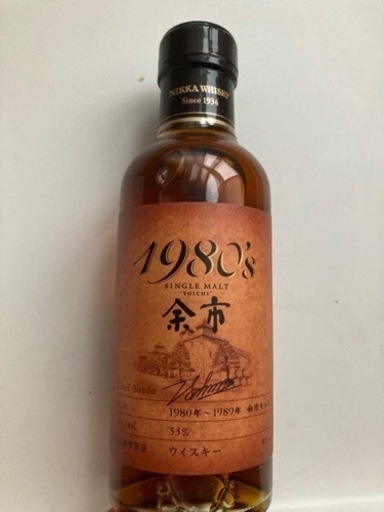 NIKKA WHISKY
Since 1934
1980's
SINGLE MALT
"YOICHI"
余市
Blender
1980年～1989年
53%
ウイスキー